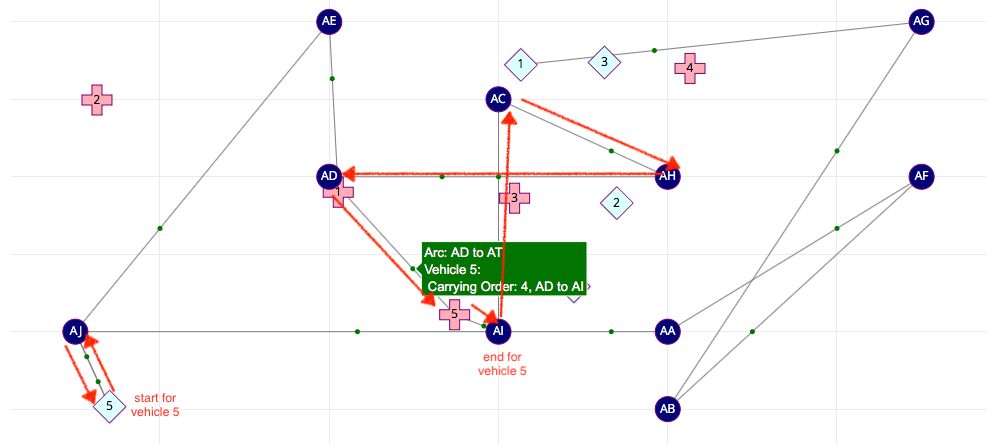 AE
AG
1
3
4
2
AC
AD
AH
AF
1
3
2
Arc: AD to AT
Vehicle 5:
Carrying Order: 4, AD to AI
5
AJ
AI
AA
end for
vehicle 5
5
start for
vehicle 5
AB